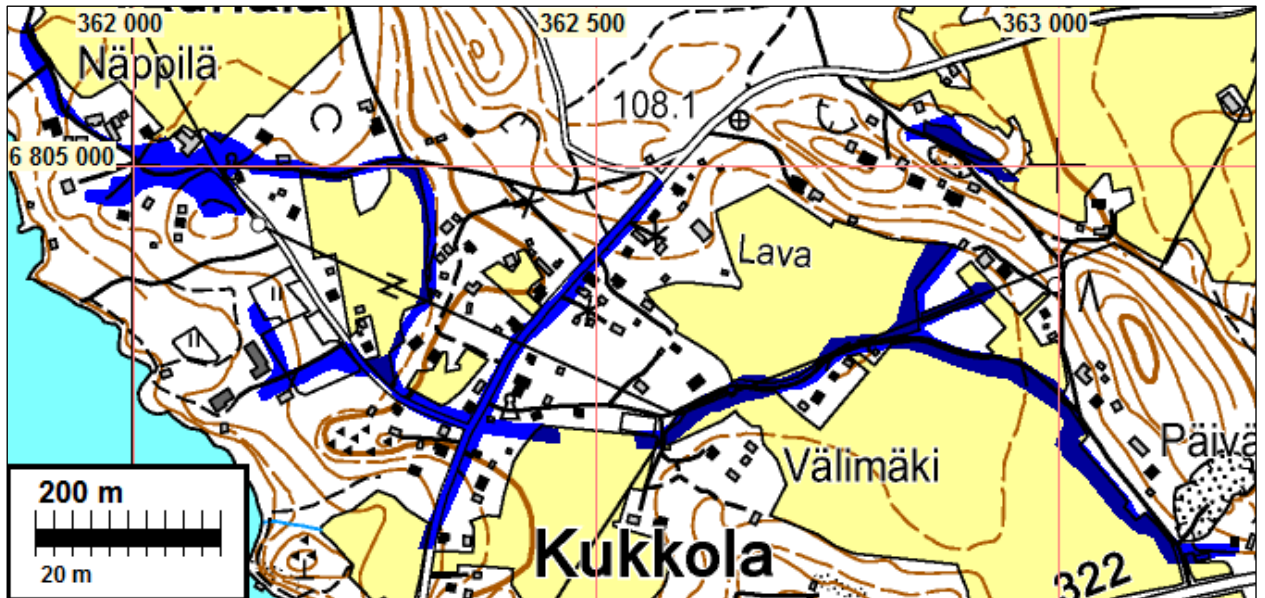 362 000
362 500
363 000
Näppilä
108.1
6 805 000
Lava
Päivä
Välimäki
200 m
20 m
Kukkola
322